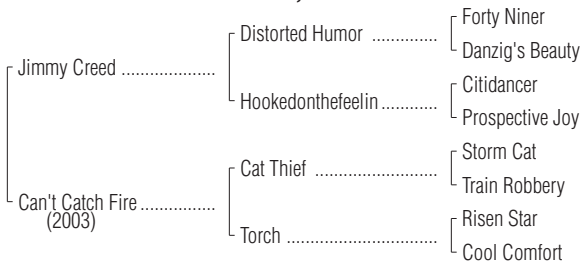 Forty Niner
Distorted Humor ..............
Danzig's Beauty
Jimmy Creed ....................
Citidancer
Hookedonthefeelin............
Prospective Joy
Storm Cat
Cat Thief ..........................
Train Robbery
Can't Catch Fire................
(2003)
Risen Star
Torch ................................
Cool Comfort